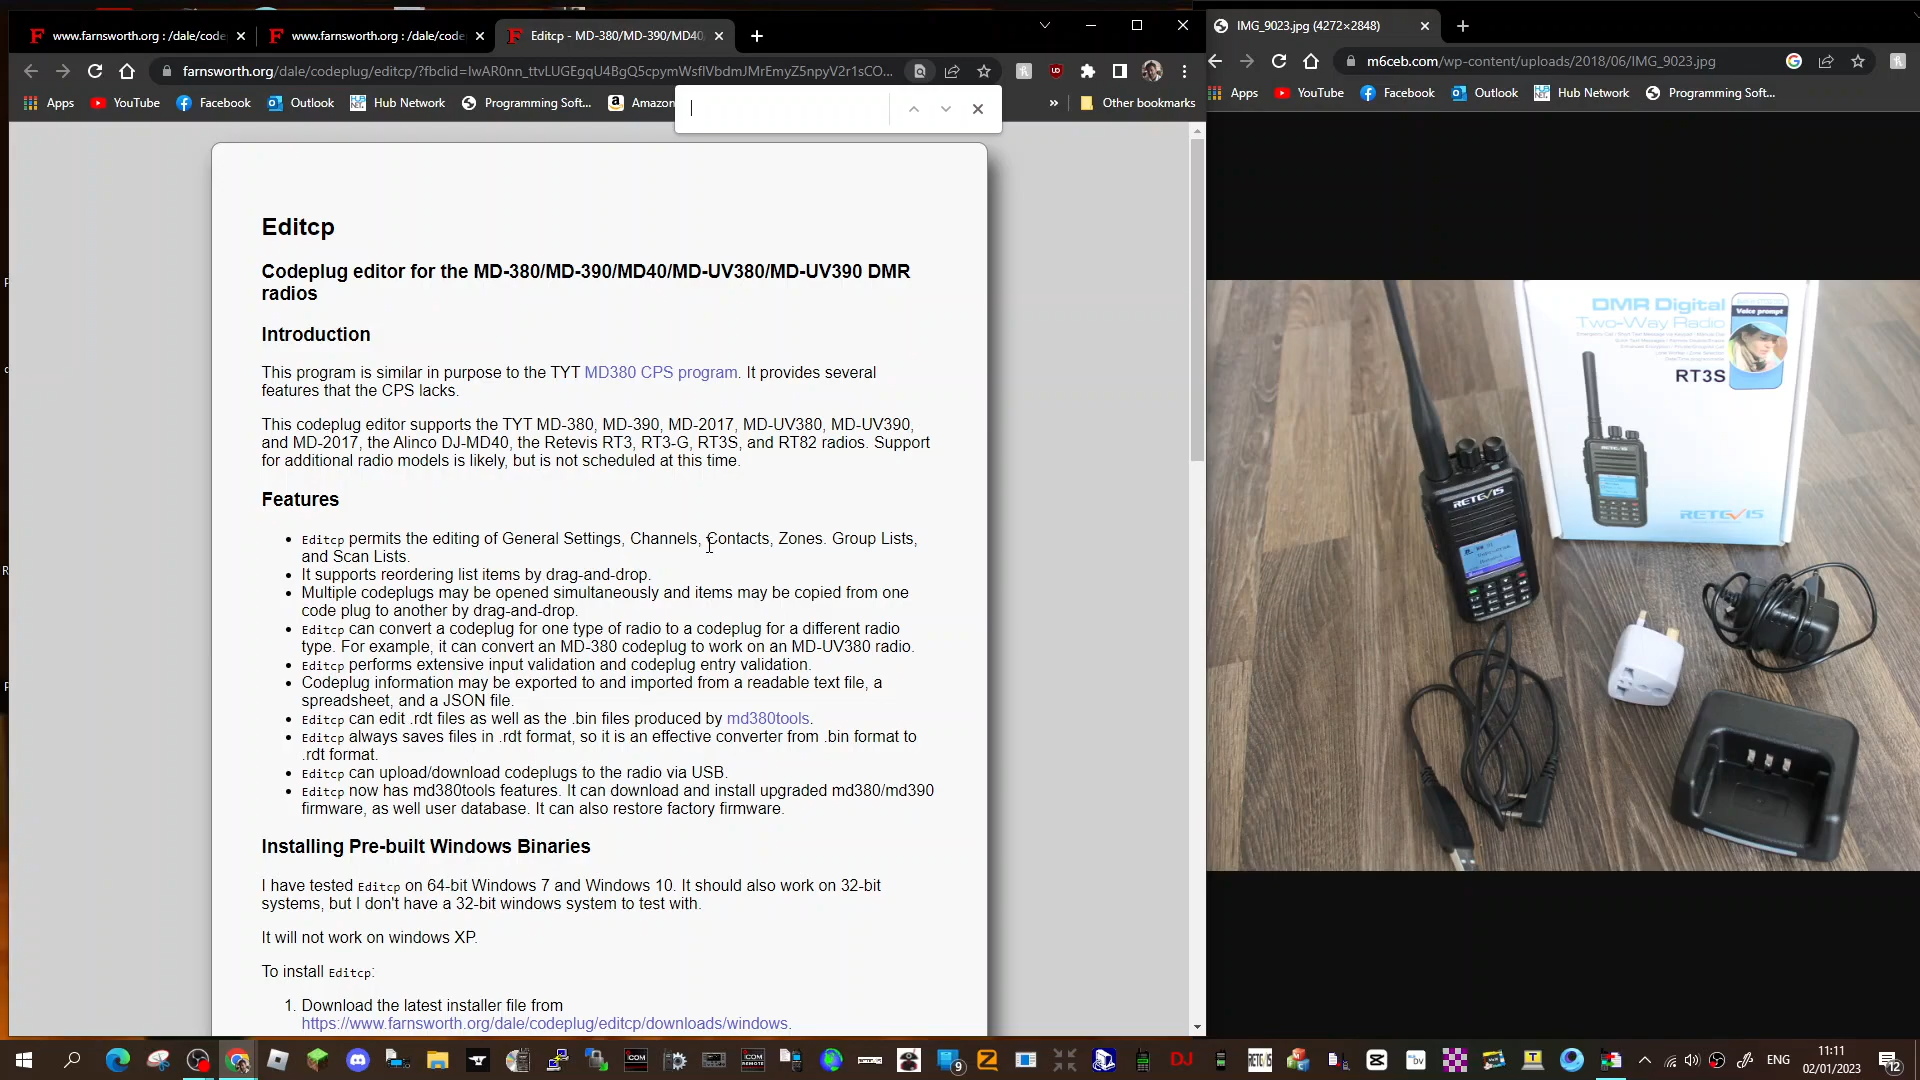 www.farnsworth.org : /dale/code
www.farnsworth.org : /dale/code
Editcp - MD-380/MD-390/MD40
farnsworth.org/dale/codeplug/editcp/?fbclid=IwAR0nn_ttvLUGEgqU4BgQ5cpymWsfIVbdmJMrEmyZ5npyV2r1sCO...
Apps
YouTube
Facebook
Outlook
Hub Network
Programming Soft...
Amazon
»
Other bookmarks
Editcp
Codeplug editor for the MD-380/MD-390/MD40/MD-UV380/MD-UV390 DMR
radios
Introduction
This program is similar in purpose to the TYT MD380 CPS program. It provides several
features that the CPS lacks.
This codeplug editor supports the TYT MD-380, MD-390, MD-2017, MD-UV380, MD-UV390,
and MD-2017, the Alinco DJ-MD40, the Retevis RT3, RT3-G, RT3S, and RT82 radios. Support
for additional radio models is likely, but is not scheduled at this time.
Features
• Editcp permits the editing of General Settings, Channels, Contacts, Zones. Group Lists,
and Scan Lists.
• It supports reordering list items by drag-and-drop.
• Multiple codeplugs may be opened simultaneously and items may be copied from one
code plug to another by drag-and-drop.
• Editcp can convert a codeplug for one type of radio to a codeplug for a different radio
type. For example, it can convert an MD-380 codeplug to work on an MD-UV380 radio.
• Editcp performs extensive input validation and codeplug entry validation.
• Codeplug information may be exported to and imported from a readable text file, a
spreadsheet, and a JSON file.
• Editcp can edit .rdt files as well as the .bin files produced by md380tools.
• Editcp always saves files in .rdt format, so it is an effective converter from .bin format to
.rdt format.
• Editcp can upload/download codeplugs to the radio via USB.
• Editcp now has md380tools features. It can download and install upgraded md380/md390
firmware, as well user database. It can also restore factory firmware.
Installing Pre-built Windows Binaries
I have tested Editcp on 64-bit Windows 7 and Windows 10. It should also work on 32-bit
systems, but I don't have a 32-bit windows system to test with.
It will not work on windows XP.
To install Editcp:
1. Download the latest installer file from
https://www.farnsworth.org/dale/codeplug/editcp/downloads/windows.
IMG_9023.jpg (4272×2848)
m6ceb.com/wp-content/uploads/2018/06/IMG_9023.jpg
Apps
YouTube
Facebook
Outlook
Hub Network
Programming Soft...
DMR Digital
Two-Way Radio
Voice prompt
RT3S
RETEVIS
RETEVIS
ENG
11:11
02/01/2023